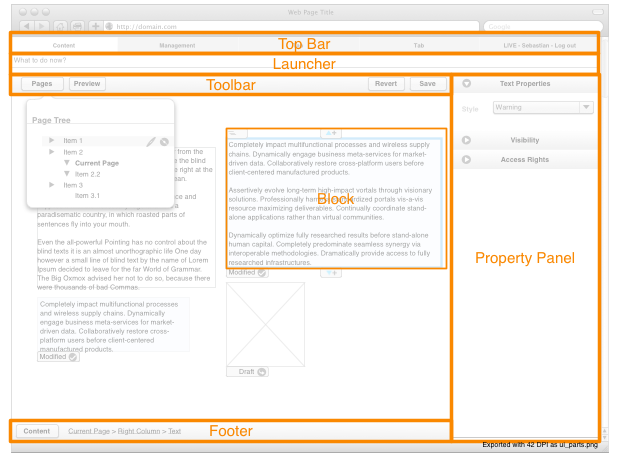 Web Page Title
http://domain.com
Google
Content
Management
Top Bar
Tab
LIVE - Sebastian - Log out
What to do now?
Launcher
Pages
Preview
Toolbar
Revert
Save
Text Properties
Style
Warning
Visibility
Access Rights
Property Panel
Page Tree
Item 1
Item 2
Current Page
Item 2.2
Item 3
Item 3.1
from the
the blind
right at the
and
a
paradisematic country, in which roasted parts of
sentences fly into your mouth.
Even the all-powerful Pointing has no control about the
blind texts it is an almost unorthographic life One day
however a small line of blind text by the name of Lorem
Ipsum decided to leave for the far World of Grammar.
The Big Oxmox advised her not to do so, because there
were thousands of bad Commas.
Completely impact multifunctional processes
and wireless supply chains. Dynamically
engage business meta-services for market-
driven data. Collaboratively restore cross-
platform users before client-centered
manufactured products.
Modified
Completely impact multifunctional processes and wireless supply
chains. Dynamically engage business meta-services for market-
driven data. Collaboratively restore cross-platform users before
client-centered manufactured products.
Assertively evolve long-term high-impact vortals through visionary
solutions. Professionally portals vis-a-vis
resource maximizing deliverables. Continually coordinate stand-
alone applications rather than virtual communities.
Block
Dynamically optimize fully researched results before stand-alone
human capital. Completely predominate seamless synergy via
interoperable methodologies. Dramatically provide access to fully
researched infrastructures.
Modified
Draft
Content
Current Page > Right Column > Text
Footer
Exported with 42 DPI as ui_parts.png